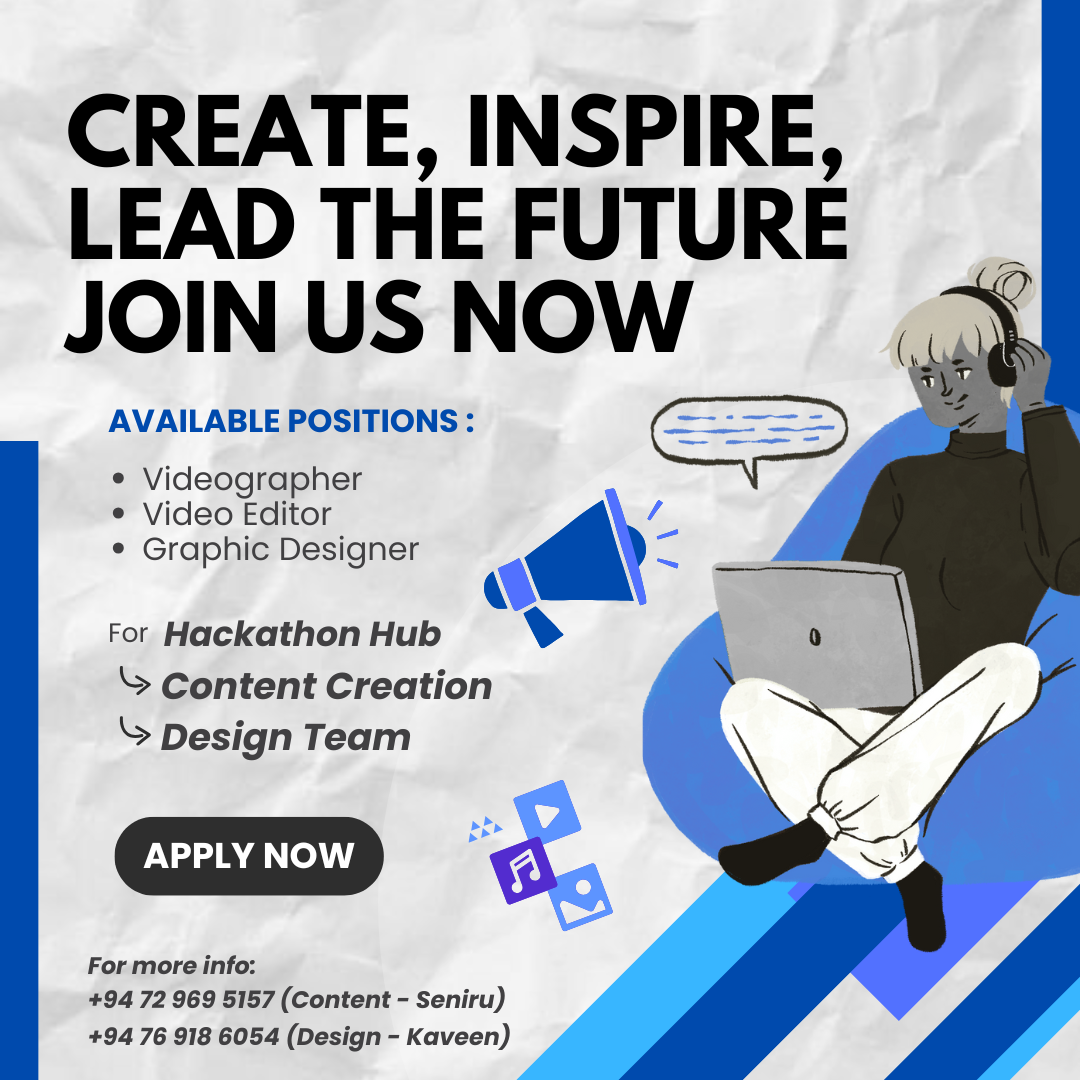 CREATE, INSPIRE,
LEAD THE FUTURE
JOIN US NOW
AVAILABLE POSITIONS :
• Videographer
• Video Editor
• Graphic Designer
For Hackathon Hub
Content Creation
Design Team
APPLY NOW
For more info:
+94 72 969 5157 (Content - Seniru)
+94 76 918 6054 (Design - Kaveen)